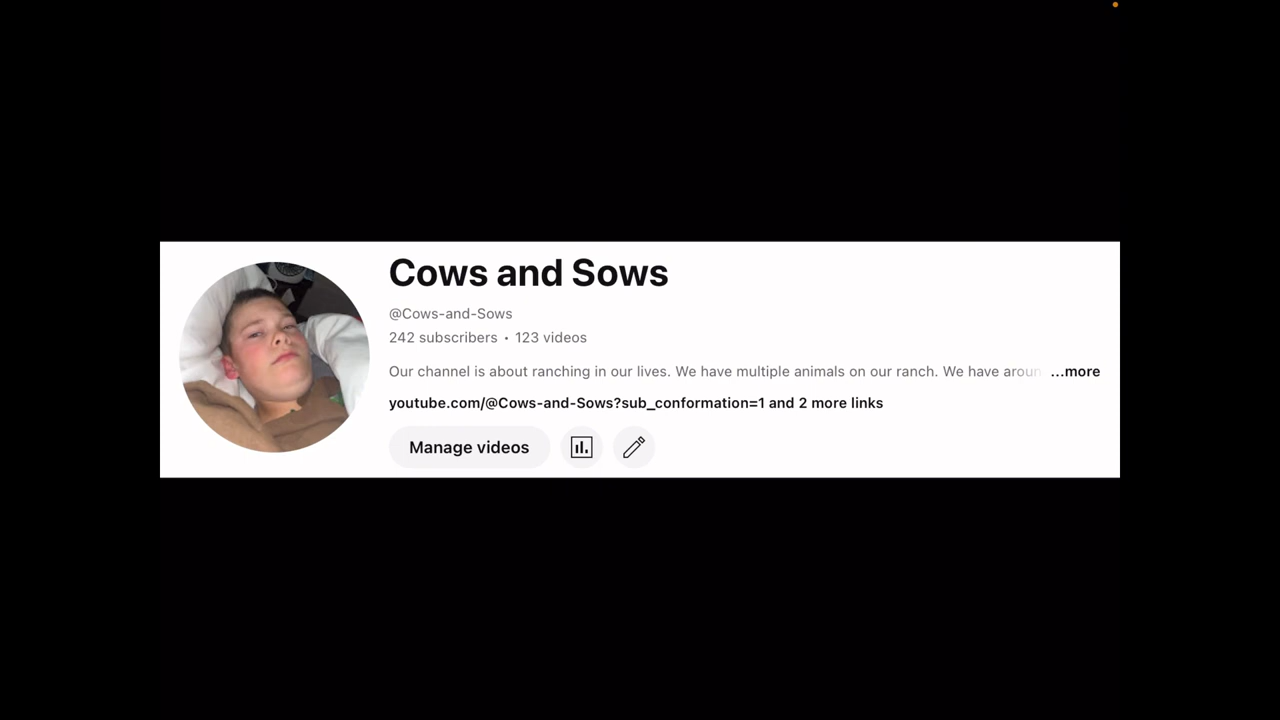 Cows and Sows
@Cows-and-Sows
242 subscribers • 123 videos
Our channel is about ranching in our lives. We have multiple animals on our ranch. We have aroun ...more
youtube.com/@Cows-and-Sows?sub_conformation=1 and 2 more links
Manage videos